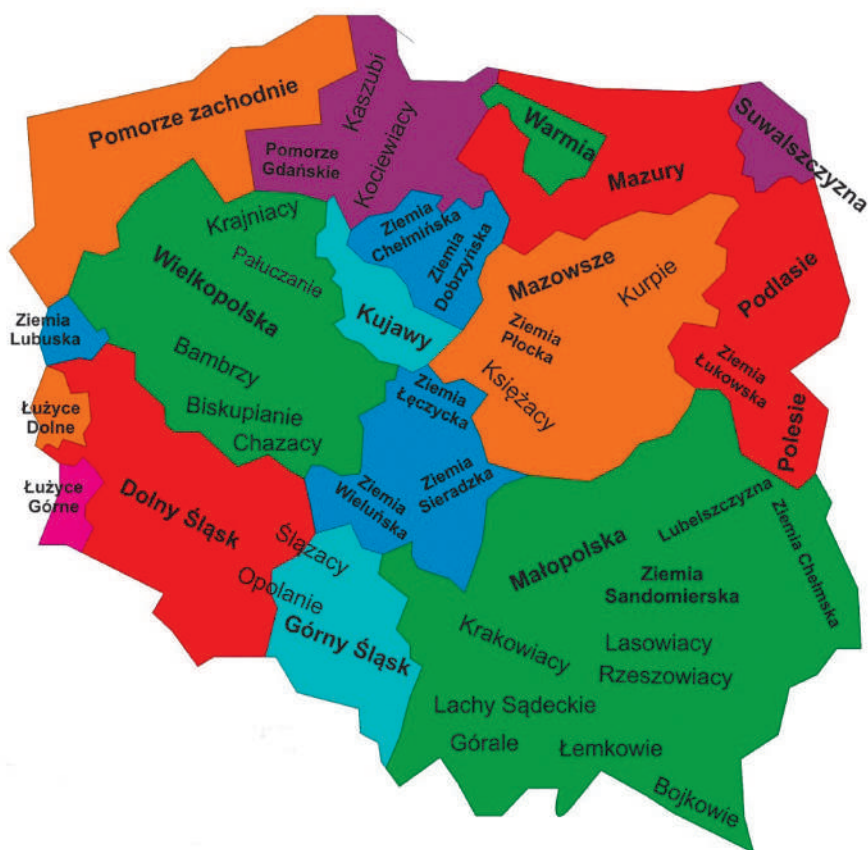 Pomorze zachodnie
Kaszubi
Kociewiacy
Pomorze
Gdańskie
Warmia
Mazury
Suwalszczyzna
Krajniacy
Pałuczanie
Wielkopolska
Ziemia
Chełmińska
Ziemia
Dobrzyńska
Kujawy
Mazowsze
Kurpie
Podlasie
Ziemia
Lubuska
Ziemia
Płocka
Ziemia
Łukowska
Bambrzy
Biskupianie
Chazacy
Ziemia
Łęczycka
Księżacy
Polesie
Łużyce
Dolne
Łużyce
Górne
Dolny Śląsk
Ziemia
Wieluńska
Ziemia
Sieradzka
Ślązacy
Opolanie
Górny Śląsk
Małopolska
Lubelszczyzna
Ziemia Chełmska
Ziemia
Sandomierska
Krakowiacy
Lasowiacy
Rzeszowiacy
Lachy Sądeckie
Górale
Łemkowie
Bojkowie